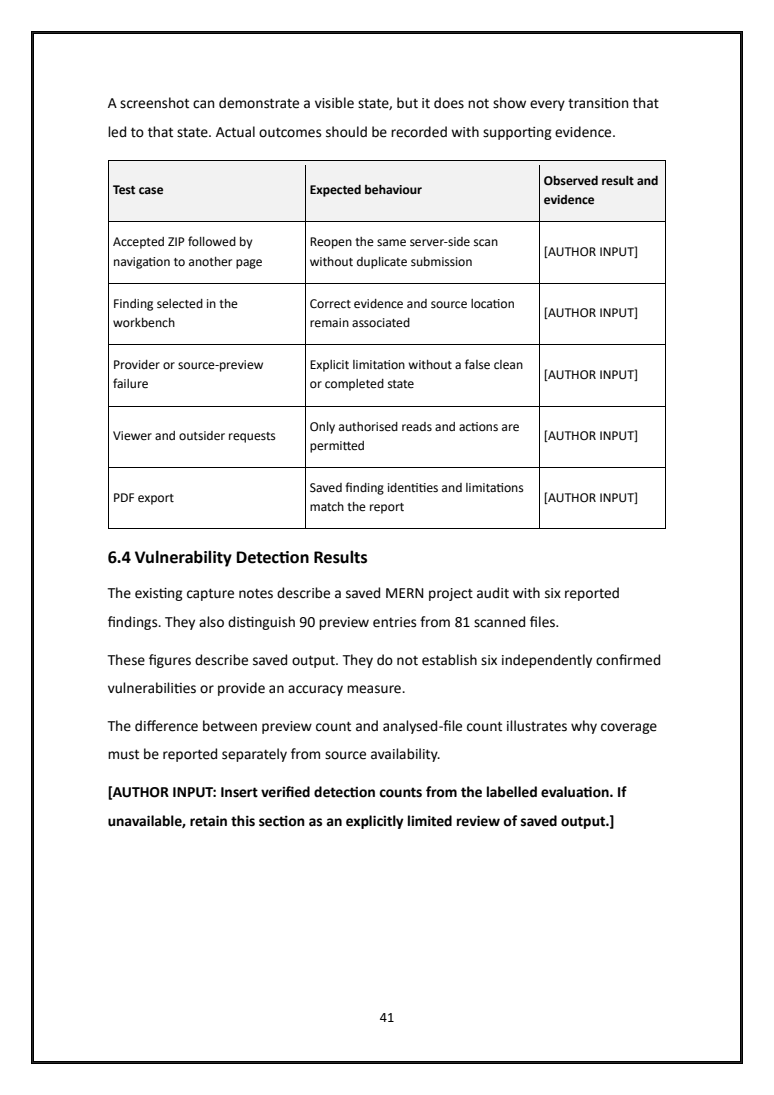 A screenshot can demonstrate a visible state, but it does not show every transition that
led to that state. Actual outcomes should be recorded with supporting evidence.
Test case
Expected behaviour
Observed result and
evidence
Accepted ZIP followed by
navigation to another page
Reopen the same server-side scan
without duplicate submission
[AUTHOR INPUT]
Finding selected in the
workbench
Correct evidence and source location
remain associated
[AUTHOR INPUT]
Provider or source-preview
failure
Explicit limitation without a false clean
or completed state
[AUTHOR INPUT]
Viewer and outsider requests
Only authorised reads and actions are
permitted
[AUTHOR INPUT]
PDF export
Saved finding identities and limitations
match the report
[AUTHOR INPUT]
6.4 Vulnerability Detection Results
The existing capture notes describe a saved MERN project audit with six reported
findings. They also distinguish 90 preview entries from 81 scanned files.
These figures describe saved output. They do not establish six independently confirmed
vulnerabilities or provide an accuracy measure.
The difference between preview count and analysed-file count illustrates why coverage
must be reported separately from source availability.
[AUTHOR INPUT: Insert verified detection counts from the labelled evaluation. If
unavailable, retain this section as an explicitly limited review of saved output.]
41